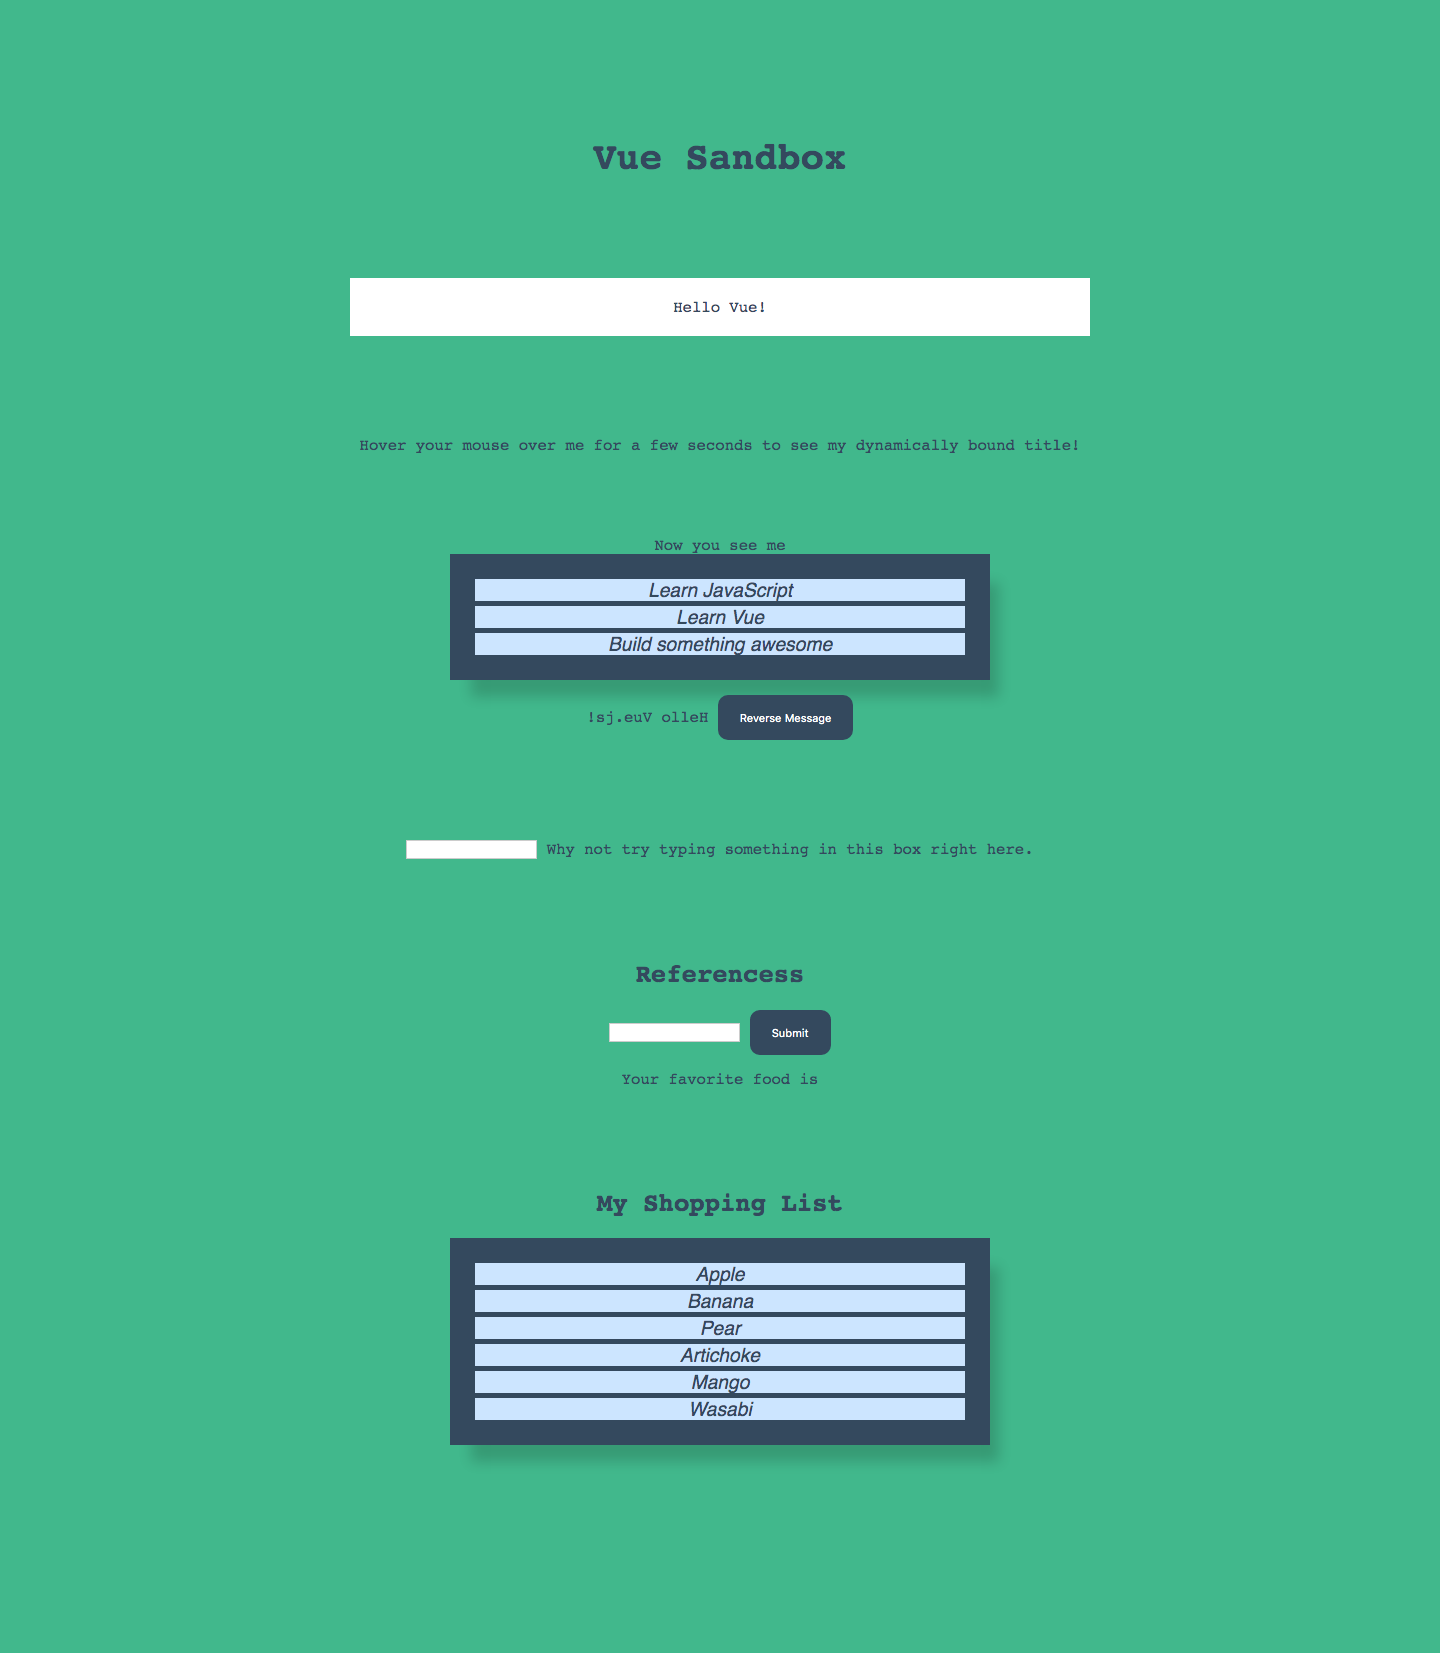 Vue Sandbox
Hello Vue!
Hover your mouse over me for a few seconds to see my dynamically bound title!
Now you see me
Learn JavaScript
Learn Vue
Build something awesome
!sj.euV olleH Reverse Message
Why not try typing something in this box right here.
Referencess
Submit
Your favorite food is
My Shopping List
Apple
Banana
Pear
Artichoke
Mango
Wasabi